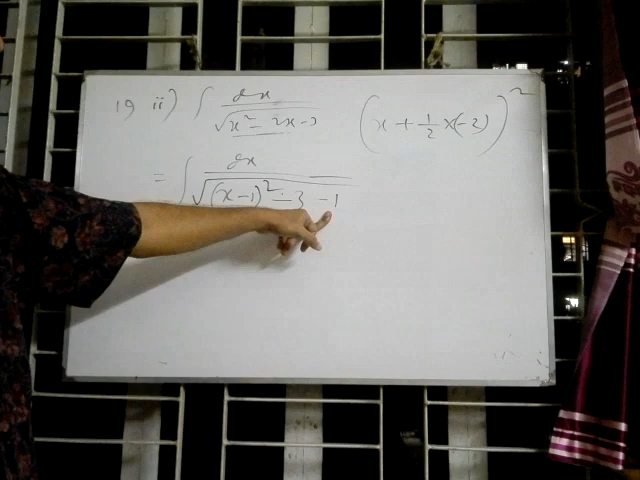 19 ii) ∫ dx / √(x² - 2x - 3) (x + 1/2 × (-2))²
= ∫ dx / √((x-1)² - 3 - 1